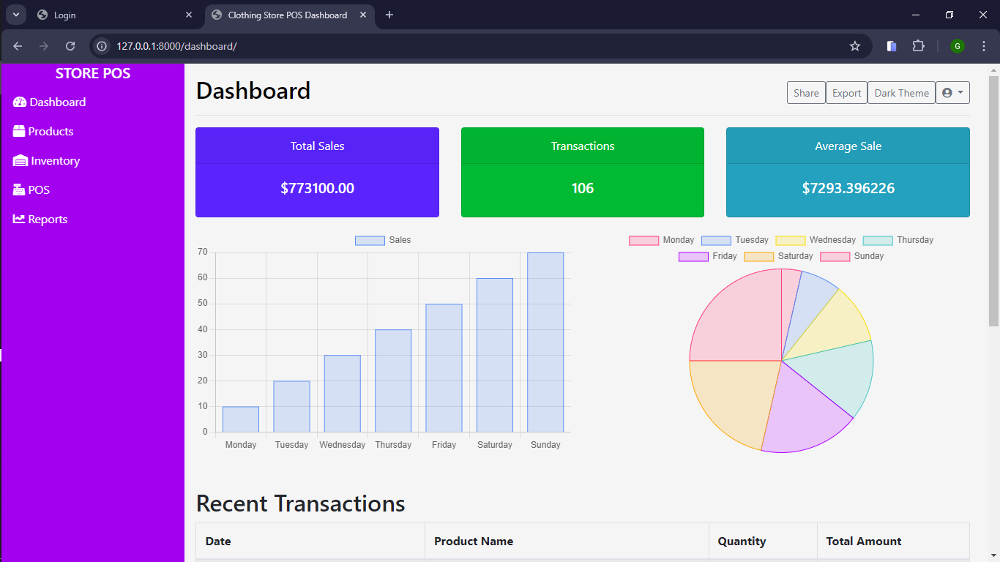 Login
Clothing Store POS Dashboard
127.0.0.1:8000/dashboard/
G
STORE POS
Dashboard
Products
Inventory
POS
Reports
Dashboard
Share Export Dark Theme
Total Sales
$773100.00
Transactions
106
Average Sale
$7293.396226
Sales
70
60
50
40
30
20
10
0
Monday Tuesday Wednesday Thursday Friday Saturday Sunday
Monday Tuesday Wednesday Thursday
Friday Saturday Sunday
Recent Transactions
Date Product Name Quantity Total Amount